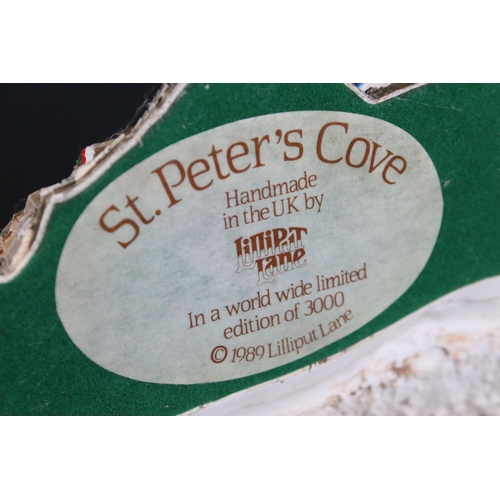 St. Peter's Cove
Handmade
in the UK by
Lilliput
Lane
In a world wide limited
edition of 3000
© 1989 Lilliput Lane